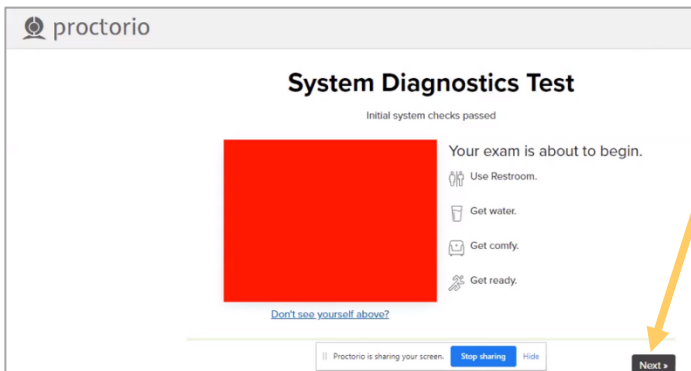 proctorio
System Diagnostics Test
Initial system checks passed
Your exam is about to begin.
Use Restroom.
Get water.
Get comfy.
Get ready.
Don't see yourself above?
Proctorio is sharing your screen. Stop sharing Hide
Next »